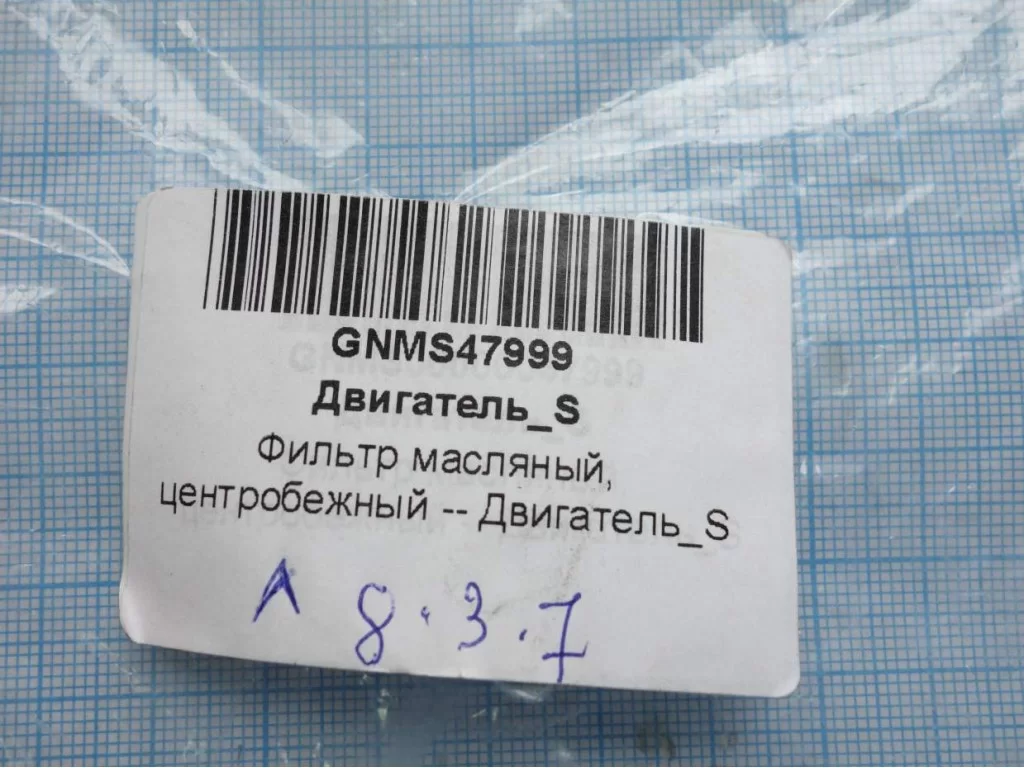 GNMS47999
Двигатель_S
Фильтр масляный,
центробежный -- Двигатель_S
А 8.3.7